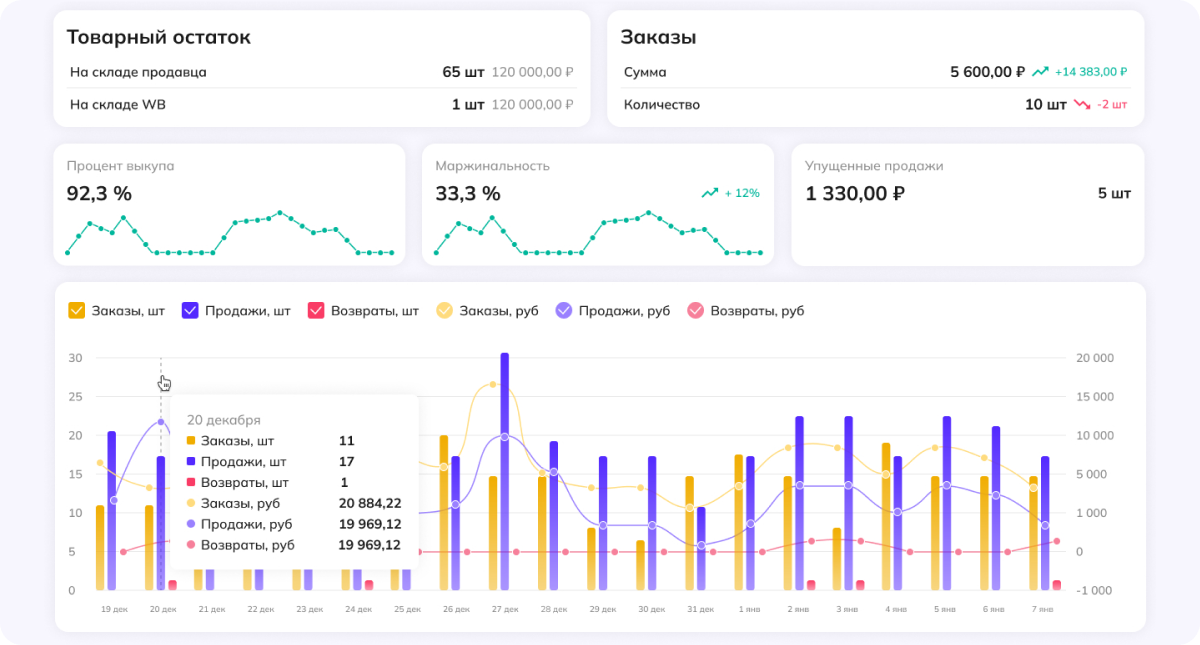 Товарный остаток
На складе продавца 65 шт 120 000,00 ₽
На складе WB 1 шт 120 000,00 ₽
Заказы
Сумма 5 600,00 ₽ +14 383,00 ₽
Количество 10 шт -2 шт
Процент выкупа
92,3 %
Маржинальность
33,3 % + 12%
Упущенные продажи
1 330,00 ₽ 5 шт
Заказы, шт Продажи, шт Возвраты, шт Заказы, руб Продажи, руб Возвраты, руб
30 20 000
25 15 000
20 10 000
15 5 000
10 1 000
5 0
0 -1 000
20 декабря
Заказы, шт 11
Продажи, шт 17
Возвраты, шт 1
Заказы, руб 20 884,22
Продажи, руб 19 969,12
Возвраты, руб 19 969,12
19 дек 20 дек 21 дек 22 дек 23 дек 24 дек 25 дек 26 дек 27 дек 28 дек 29 дек 30 дек 31 дек 1 янв 2 янв 3 янв 4 янв 5 янв 6 янв 7 янв